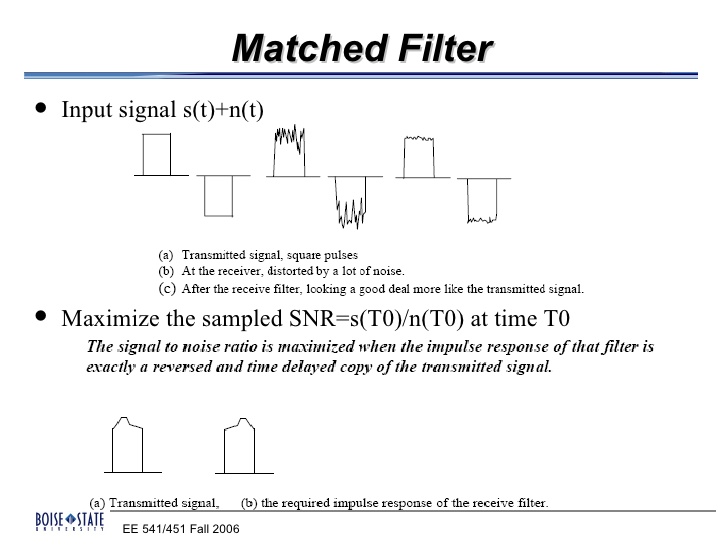 Matched Filter
• Input signal s(t)+n(t)
(a) Transmitted signal, square pulses
(b) At the receiver, distorted by a lot of noise.
(c) After the receive filter, looking a good deal more like the transmitted signal.
• Maximize the sampled SNR=s(T0)/n(T0) at time T0
The signal to noise ratio is maximized when the impulse response of that filter is
exactly a reversed and time delayed copy of the transmitted signal.
(a) Transmitted signal, (b) the required impulse response of the receive filter.
BOISE STATE
UNIVERSITY
EE 541/451 Fall 2006